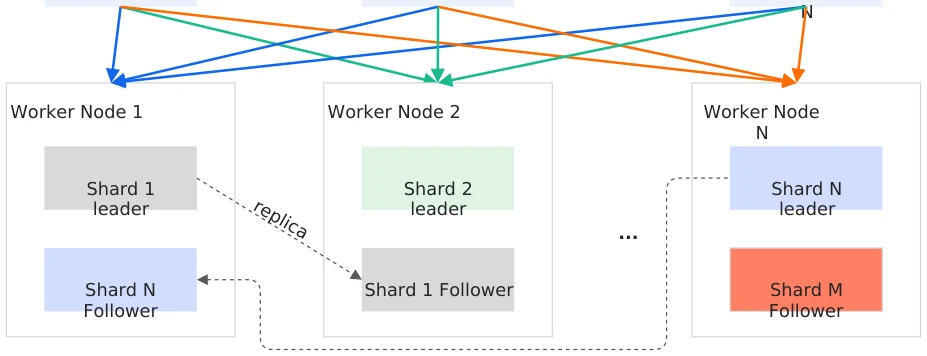 N
Worker Node 1
Worker Node 2
Worker Node
N
Shard 1
leader
Shard 2
leader
Shard N
leader
replica
...
Shard N
Follower
Shard 1 Follower
Shard M
Follower